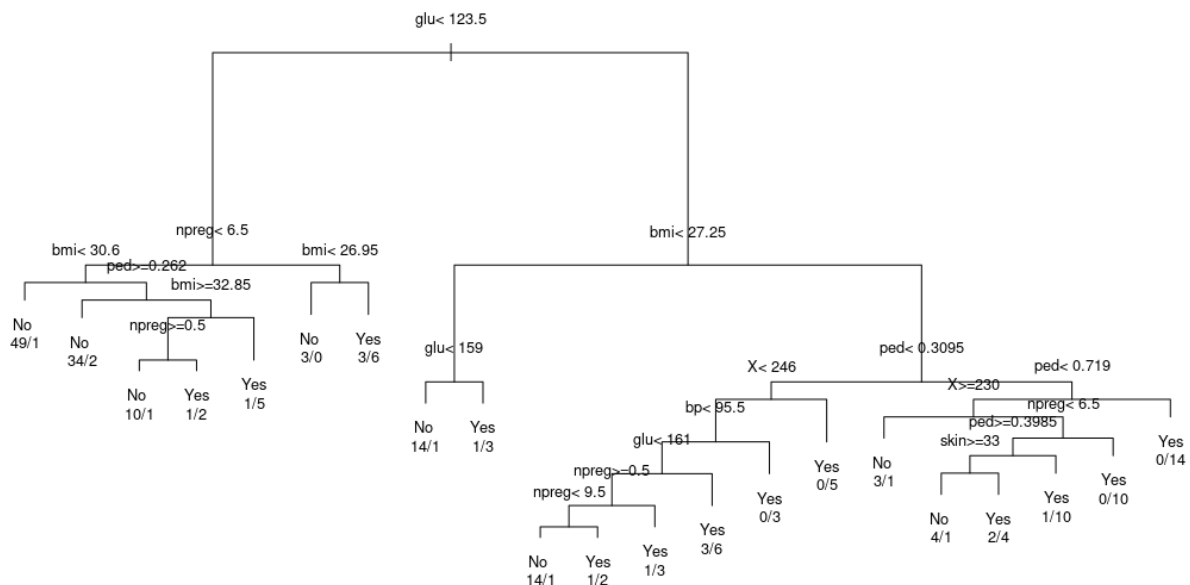 glu< 123.5
npreg< 6.5
bmi< 27.25
bmi< 30.6
bmi< 26.95
ped>=0.262
bmi>=32.85
No
49/1
No
34/2
npreg>=0.5
No
10/1
Yes
1/2
Yes
1/5
No
3/0
Yes
3/6
glu< 159
No
14/1
Yes
1/3
ped< 0.3095
X< 246
ped< 0.719
bp< 95.5
Yes
0/5
glu< 161
Yes
0/3
npreg>=0.5
Yes
3/6
npreg< 9.5
Yes
1/3
No
14/1
Yes
1/2
X>=230
Yes
0/14
No
3/1
npreg< 6.5
ped>=0.3985
Yes
0/10
skin>=33
Yes
1/10
No
4/1
Yes
2/4